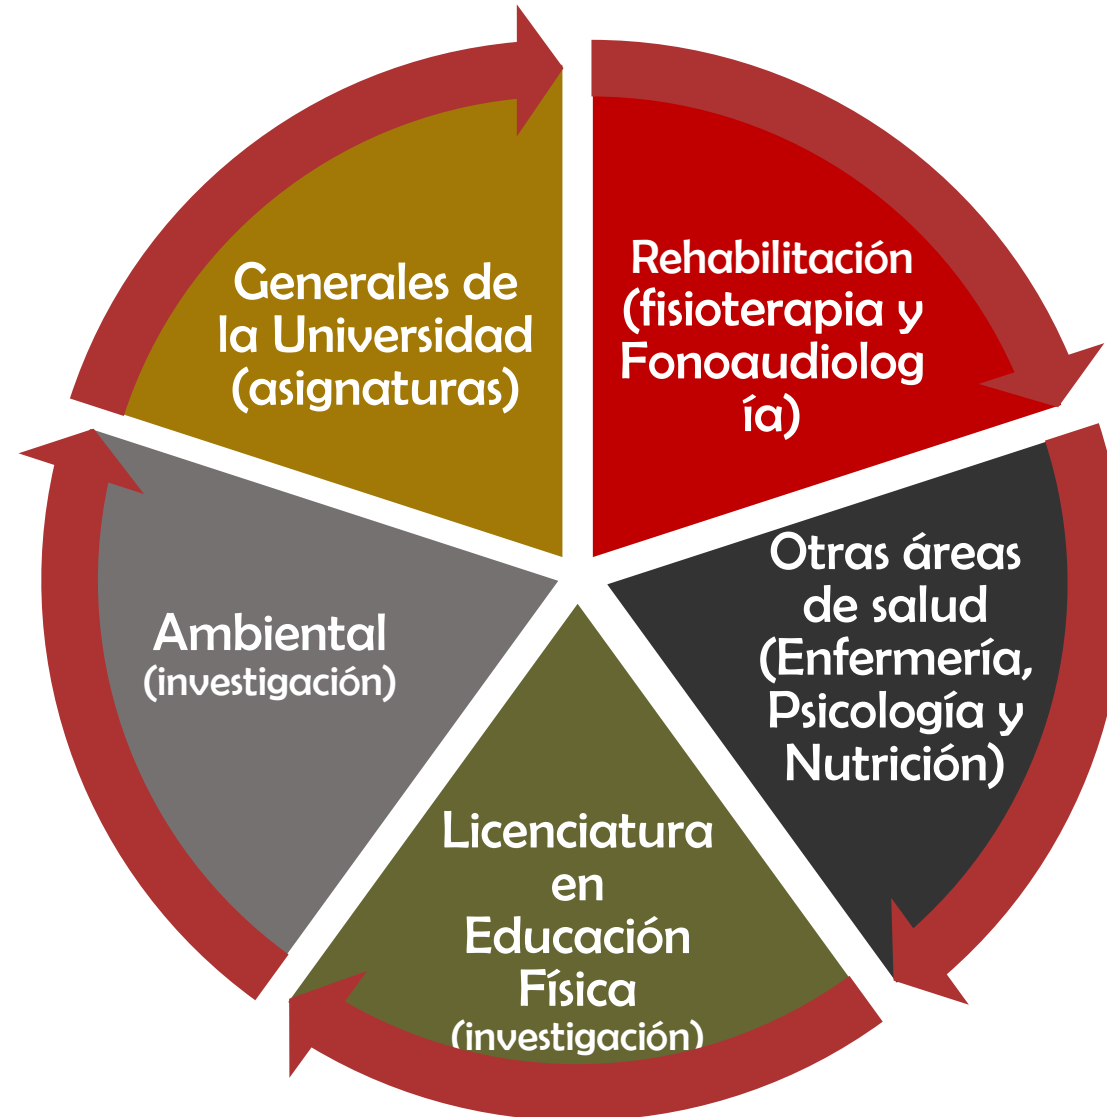 Generales de
la Universidad
(asignaturas)
Rehabilitación
(fisioterapia y
Fonoaudiolog
ía)
Otras áreas
de salud
(Enfermería,
Psicología y
Nutrición)
Licenciatura
en
Educación
Física
(investigación)
Ambiental
(investigación)